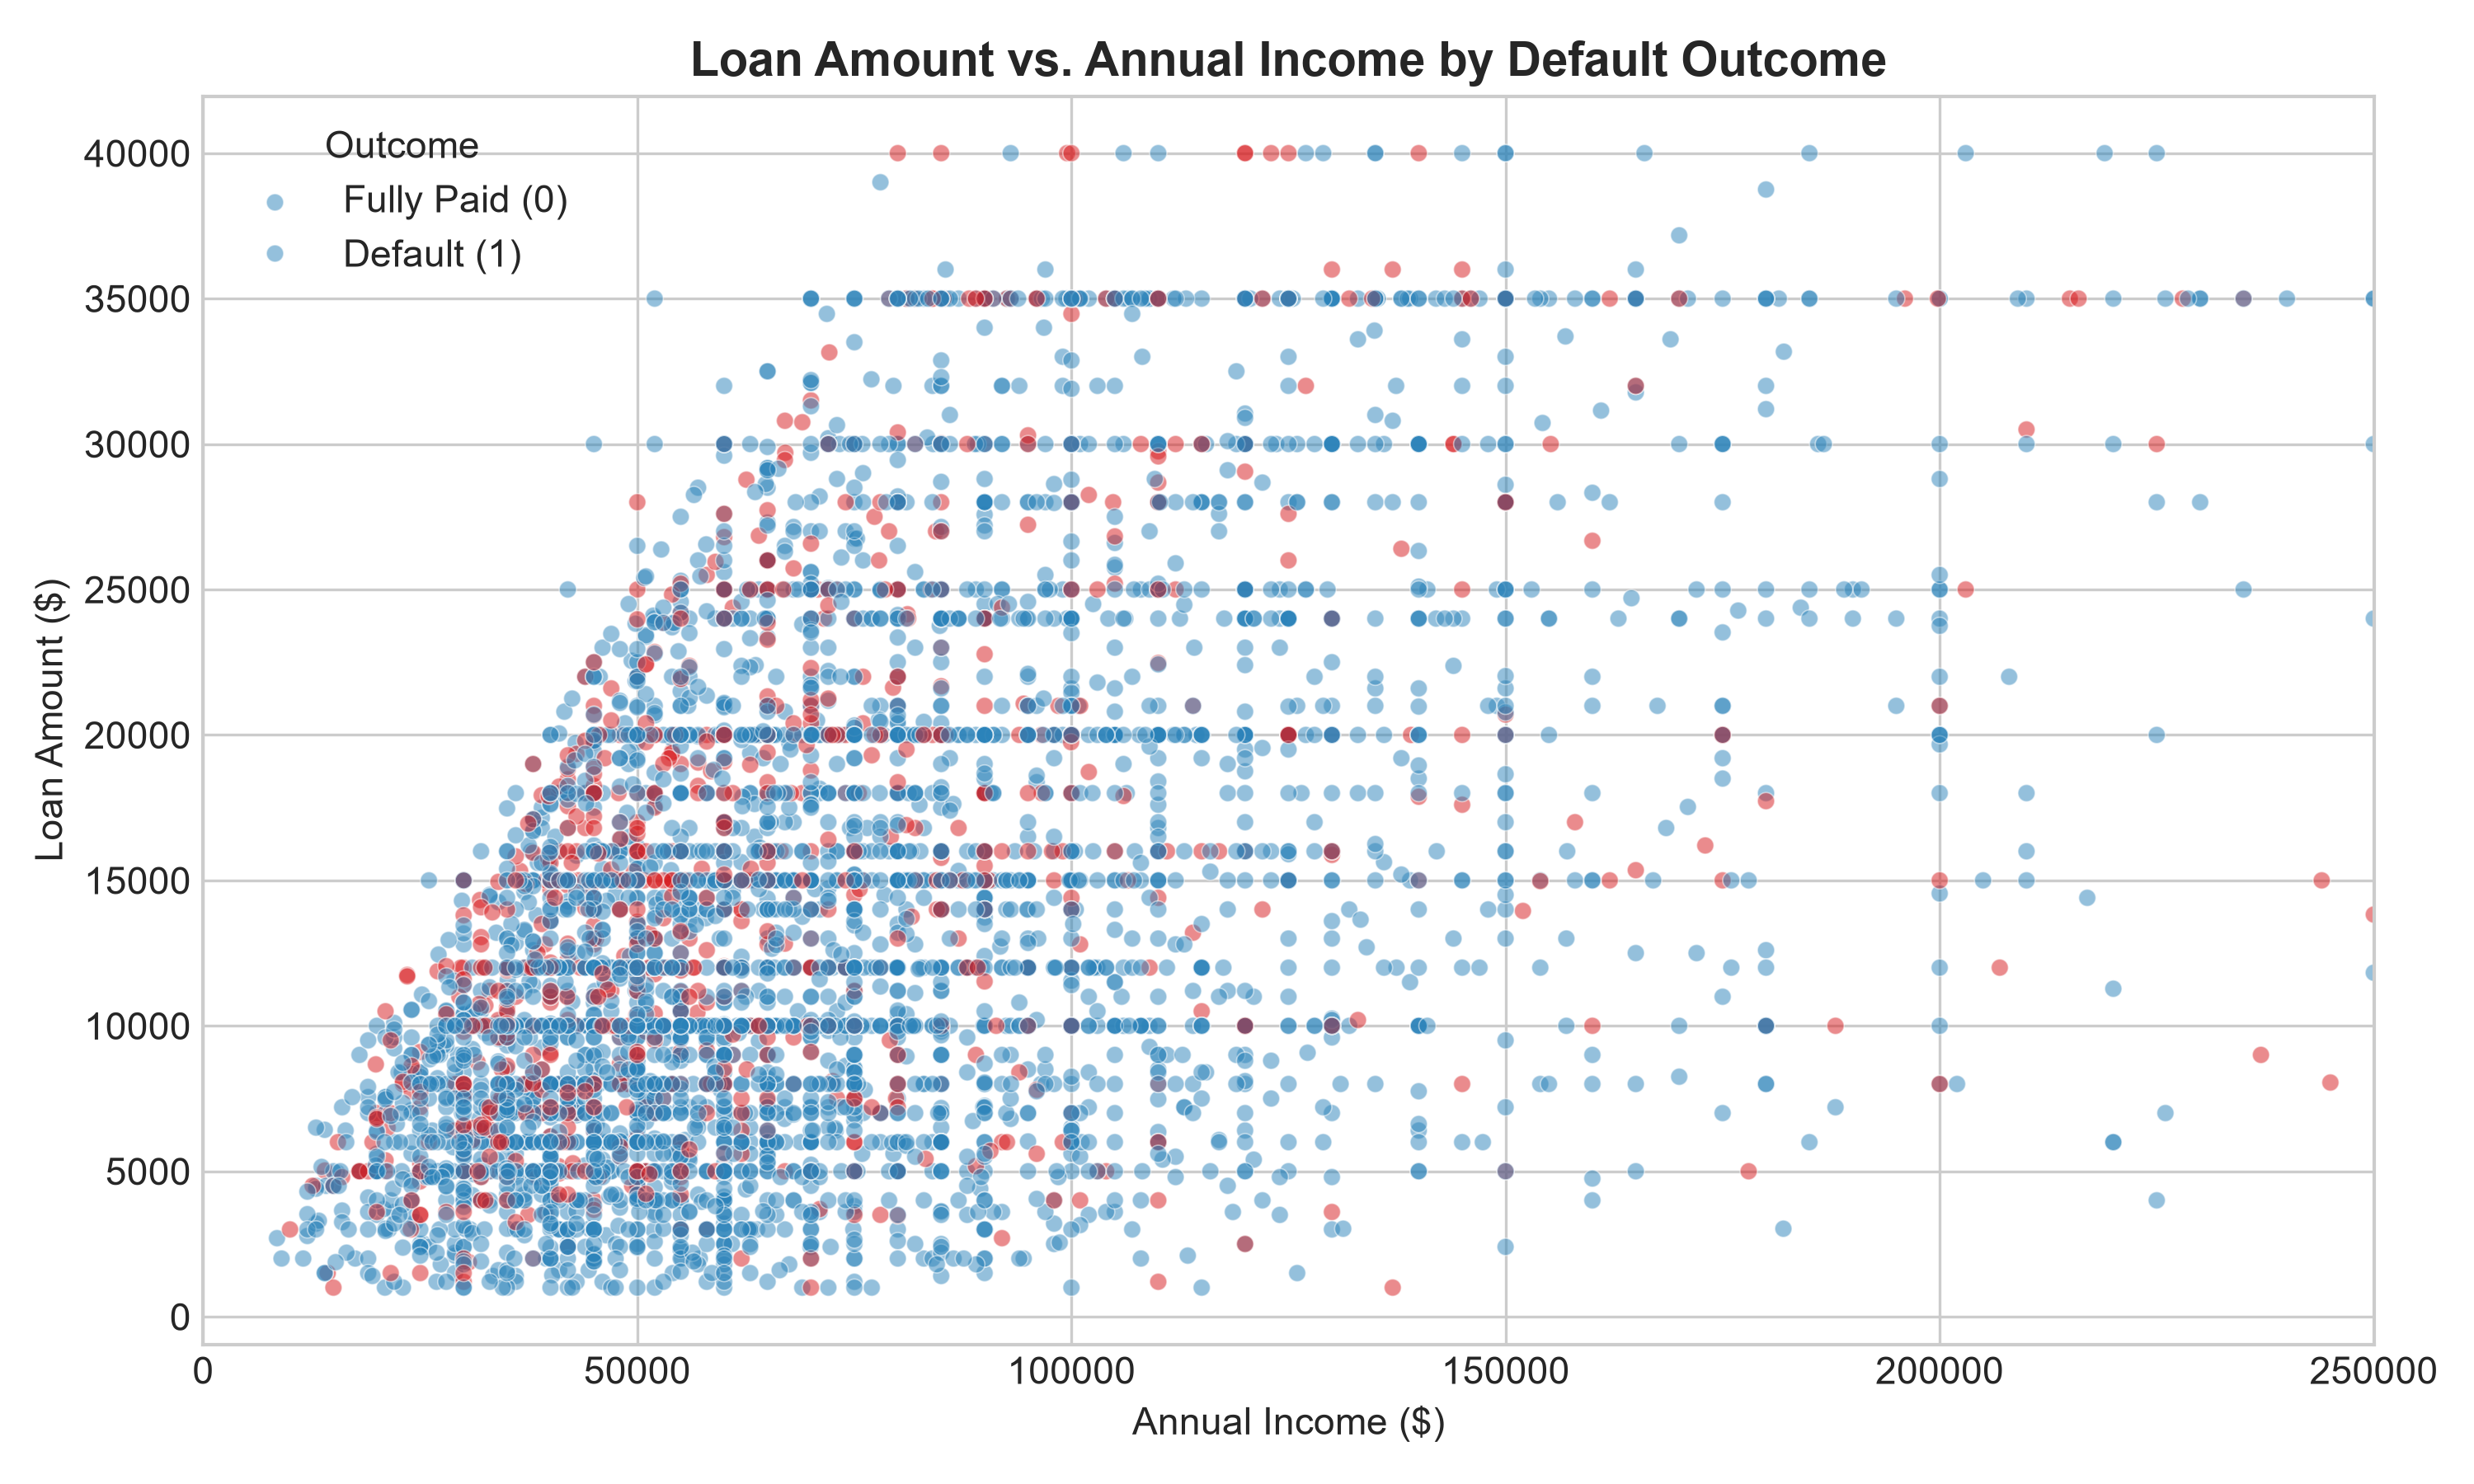 Loan Amount vs. Annual Income by Default Outcome
Outcome
Fully Paid (0)
Default (1)
40000
35000
30000
25000
20000
15000
10000
5000
0
Loan Amount ($)
0 50000 100000 150000 200000 250000
Annual Income ($)